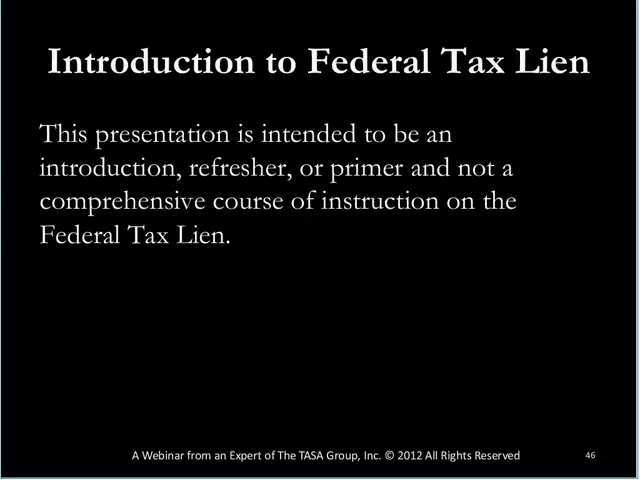 Introduction to Federal Tax Lien
This presentation is intended to be an
introduction, refresher, or primer and not a
comprehensive course of instruction on the
Federal Tax Lien.
A Webinar from an Expert of The TASA Group, Inc. © 2012 All Rights Reserved
46